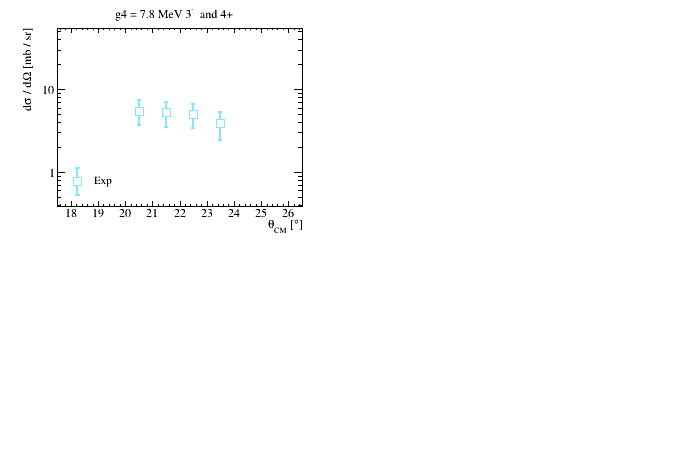 g4 = 7.8 MeV 3⁻ and 4+
dσ / dΩ [mb / sr]
10
1
Exp
18 19 20 21 22 23 24 25 26
θCM [°]